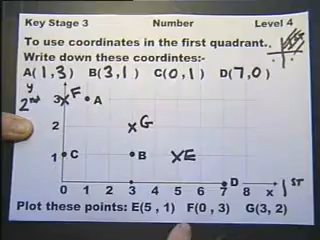 Key Stage 3 Number Level 4
To use coordinates in the first quadrant.
Write down these coordintes:-
A(1,3) B(3,1) C(0,1) D(7,0)
y
2nd
3 F A
2 G
1 C B E
D
0 1 2 3 4 5 6 7 8 x 1ST
Plot these points: E(5 , 1) F(0 , 3) G(3, 2)